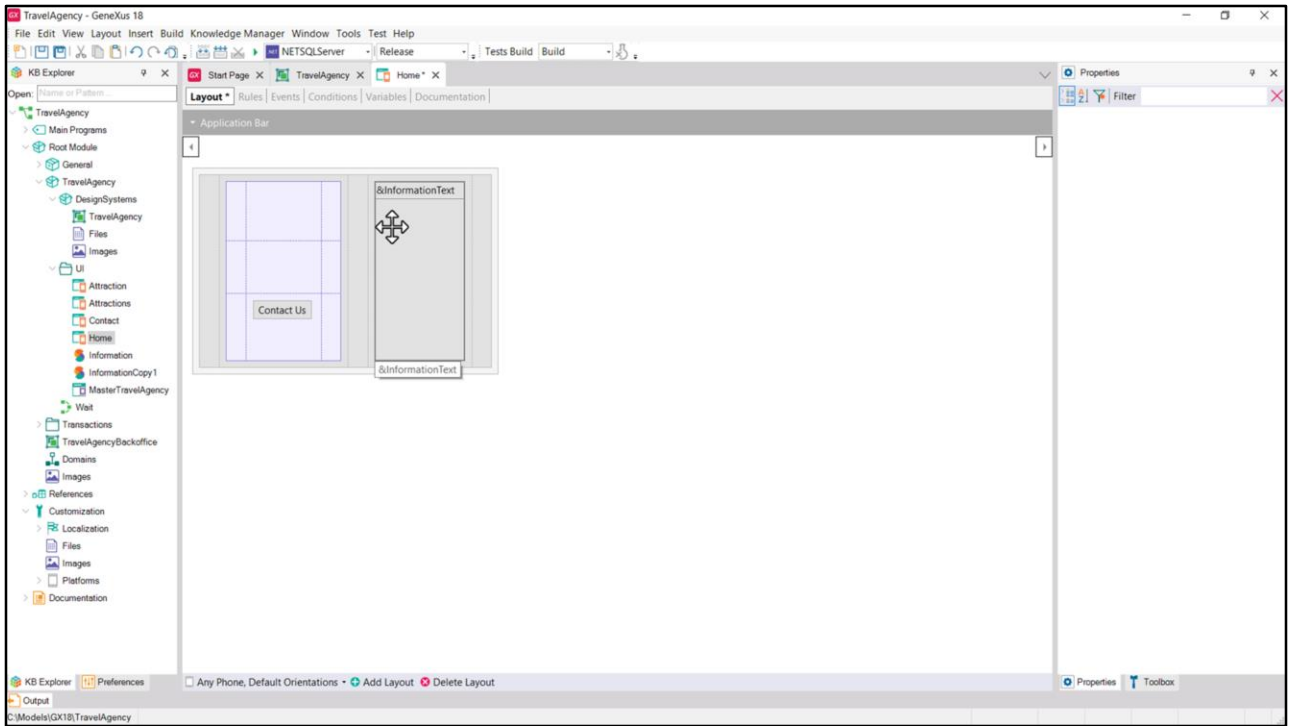 TravelAgency - GeneXus 18
File Edit View Layout Insert Build Knowledge Manager Window Tools Test Help
NETSQLServer Release Tests Build Build
KB Explorer
Start Page TravelAgency Home*
Properties
Open: Name or Pattern...
Layout * Rules Events Conditions Variables Documentation
Filter
TravelAgency
Application Bar
Main Programs
Root Module
General
TravelAgency
DesignSystems
TravelAgency
Files
Images
UI
Attraction
Attractions
Contact
Home
Information
InformationCopy1
MasterTravelAgency
Wait
Transactions
TravelAgencyBackoffice
Domains
Images
References
Customization
Localization
Files
Images
Platforms
Documentation
&InformationText
Contact Us
&InformationText
KB Explorer Preferences
Any Phone, Default Orientations Add Layout Delete Layout
Properties Toolbox
Output
C:\Models\GX18\TravelAgency